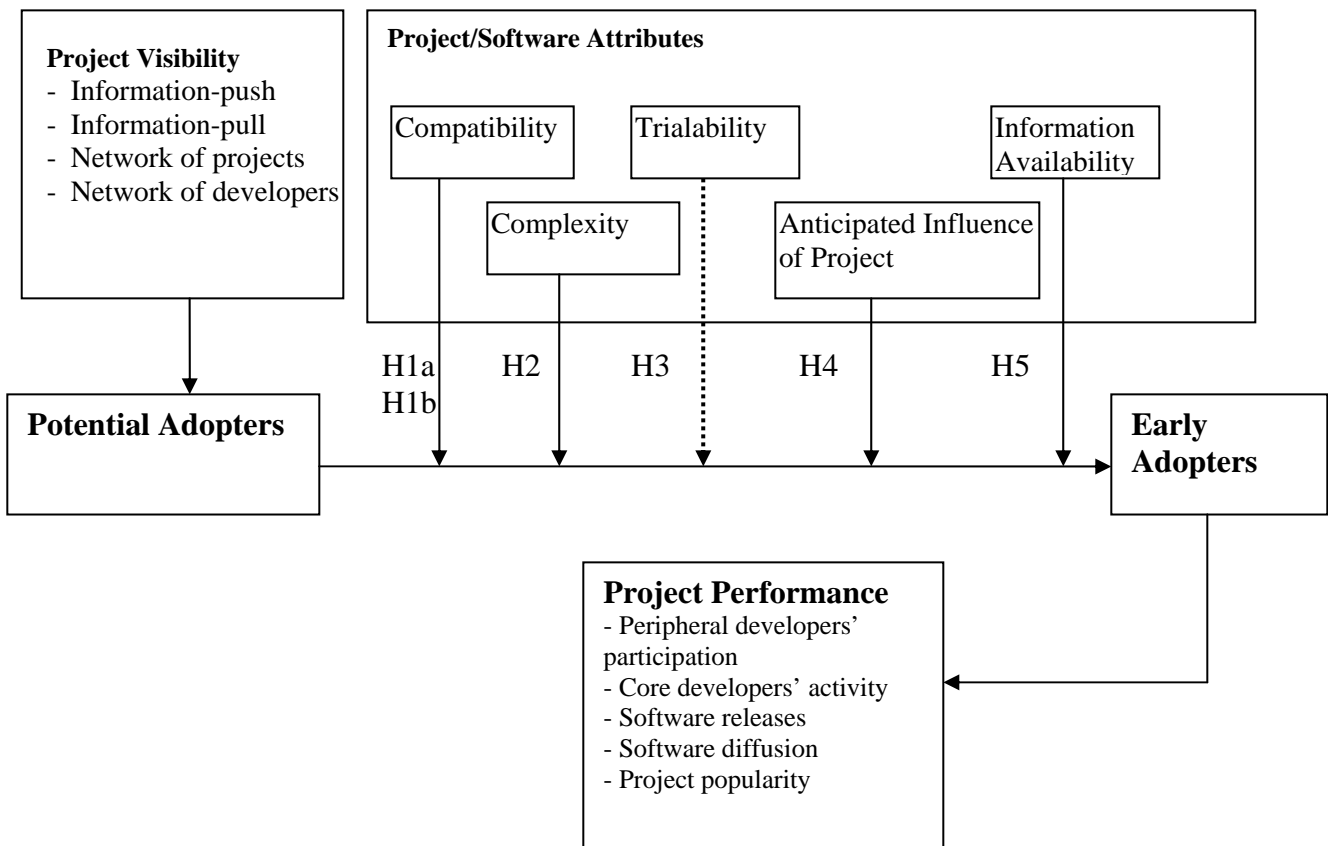 Project Visibility
- Information-push
- Information-pull
- Network of projects
- Network of developers
Project/Software Attributes
Compatibility
Trialability
Information
Availability
Complexity
Anticipated Influence
of Project
H1a
H1b
H2
H3
H4
H5
Potential Adopters
Early
Adopters
Project Performance
- Peripheral developers’
participation
- Core developers’ activity
- Software releases
- Software diffusion
- Project popularity